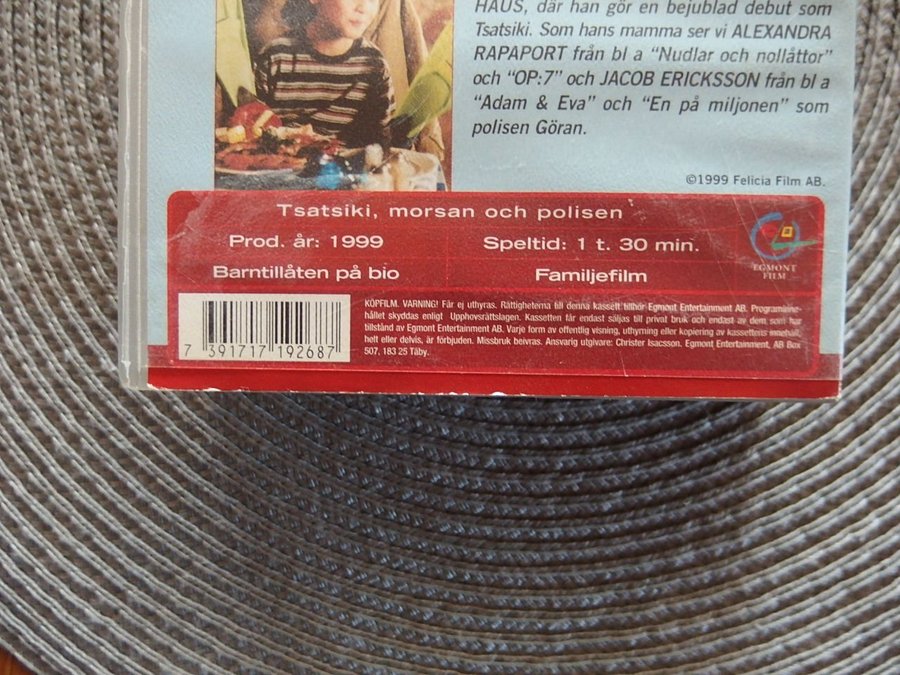 HAUS, där han gör en bejublad debut som
Tsatsiki. Som hans mamma ser vi ALEXANDRA
RAPAPORT från bl a “Nudlar och nollåttor”
och “OP:7” och JACOB ERICKSSON från bl a
“Adam & Eva” och “En på miljonen” som
polisen Göran.
©1999 Felicia Film AB.
Tsatsiki, morsan och polisen
Prod. år: 1999
Speltid: 1 t. 30 min.
Barntillåten på bio
Familjefilm
EGMONT
FILM
KÖPFILM. VARNING! Får ej uthyras. Rättigheterna till denna kassett tillhör Egmont Entertainment AB. Programinne-
hållet skyddas enligt Upphovsrättslagen. Kassetten får endast säljas till privat bruk och endast av dem som har
tillstånd av Egmont Entertainment AB. Varje form av offentlig visning, uthyrning eller kopiering av kassettens innehåll,
helt eller delvis, är förbjuden. Missbruk beivras. Ansvarig utgivare: Christer Isacsson. Egmont Entertainment, AB Box
507, 183 25 Täby.
7 391717 192687